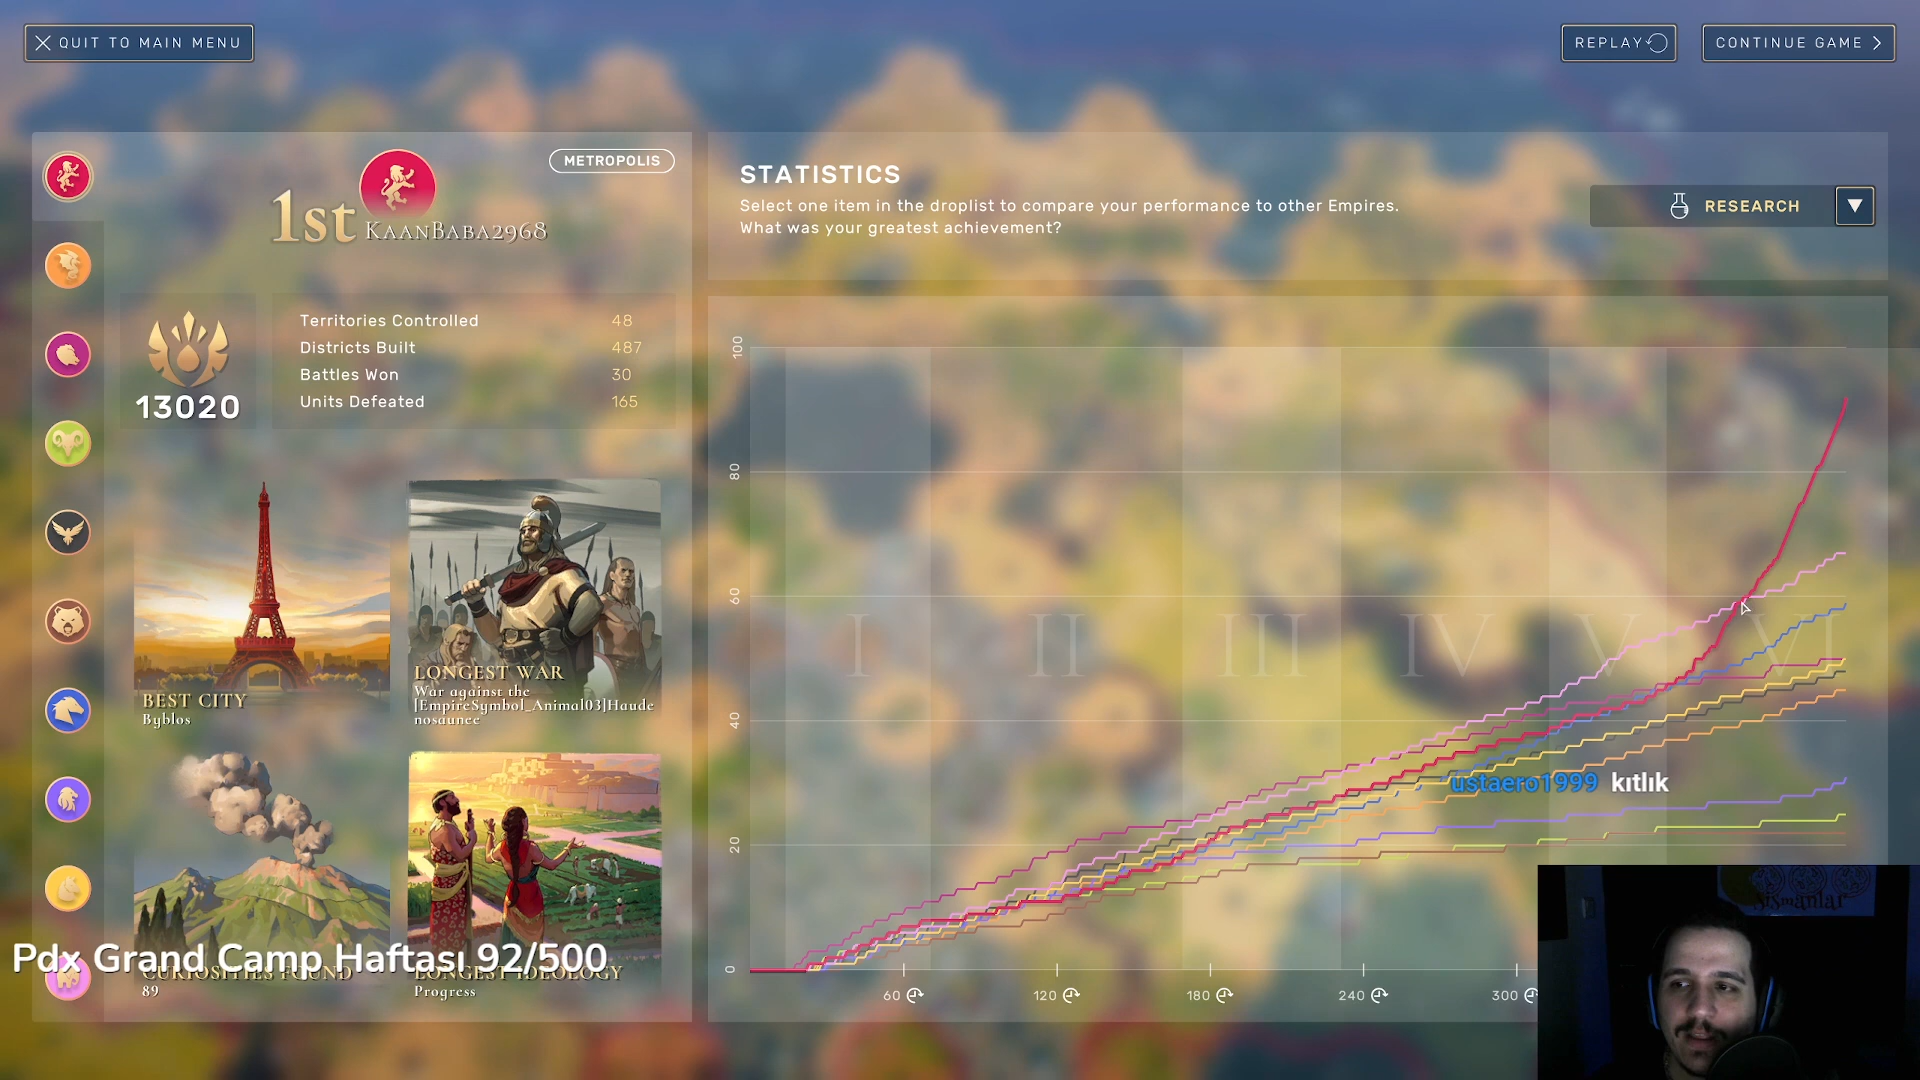 QUIT TO MAIN MENU
REPLAY
CONTINUE GAME
METROPOLIS
1st KAANBABA2968
13020
Territories Controlled 48
Districts Built 487
Battles Won 30
Units Defeated 165
BEST CITY
Byblos
LONGEST WAR
War against the
[EmpireSymbol_Animal03]Haude
nosaunee
CURIOSITIES FOUND
89
LONGEST IDEOLOGY
Progress
Pdx Grand Camp Haftası 92/500
STATISTICS
Select one item in the droplist to compare your performance to other Empires.
What was your greatest achievement?
RESEARCH
100
80
60
40
20
0
I II III IV V VI
60 120 180 240 300
ustaero1999 kıtlık